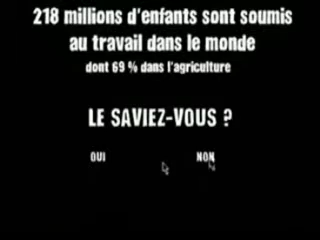 218 millions d'enfants sont soumis
au travail dans le monde
dont 69 % dans l'agriculture
LE SAVIEZ-VOUS ?
OUI NON